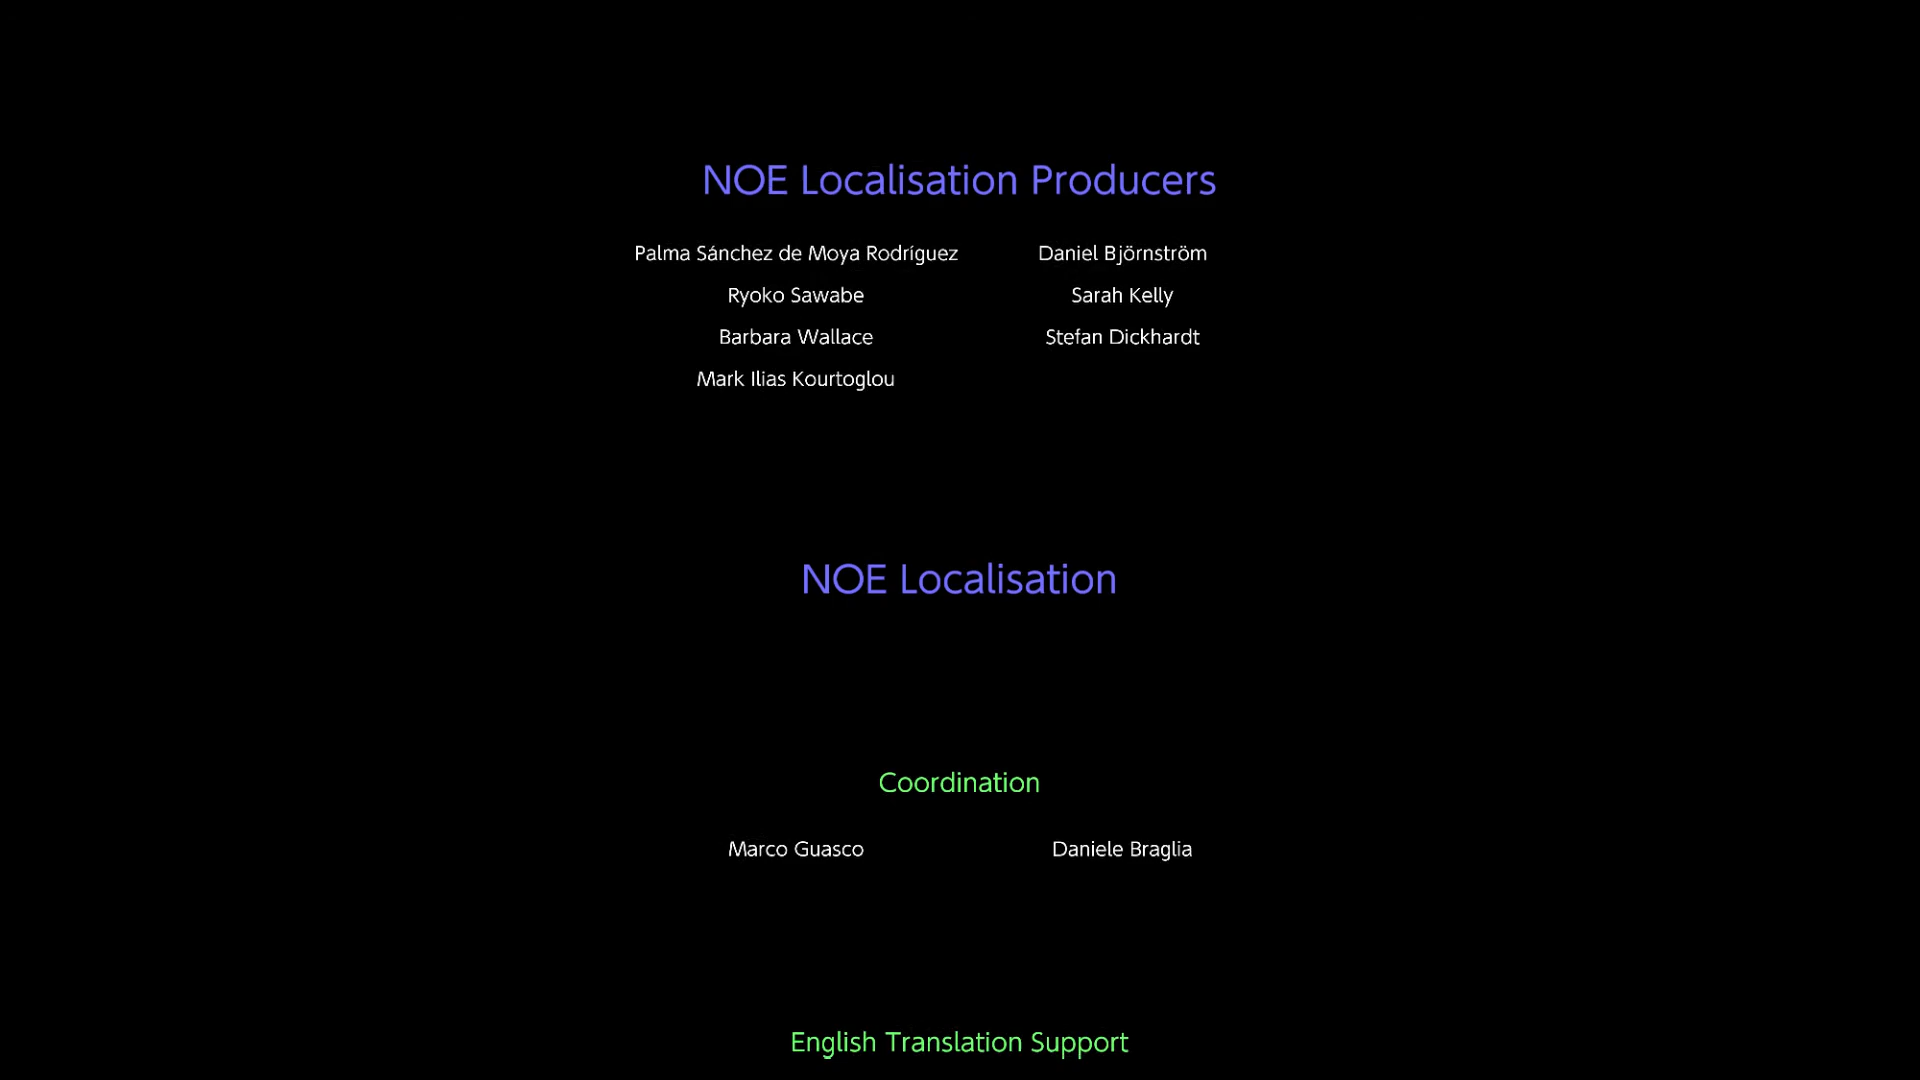 NOE Localisation Producers
Palma Sánchez de Moya Rodríguez Daniel Björnström
Ryoko Sawabe Sarah Kelly
Barbara Wallace Stefan Dickhardt
Mark Ilias Kourtoglou
NOE Localisation
Coordination
Marco Guasco Daniele Braglia
English Translation Support